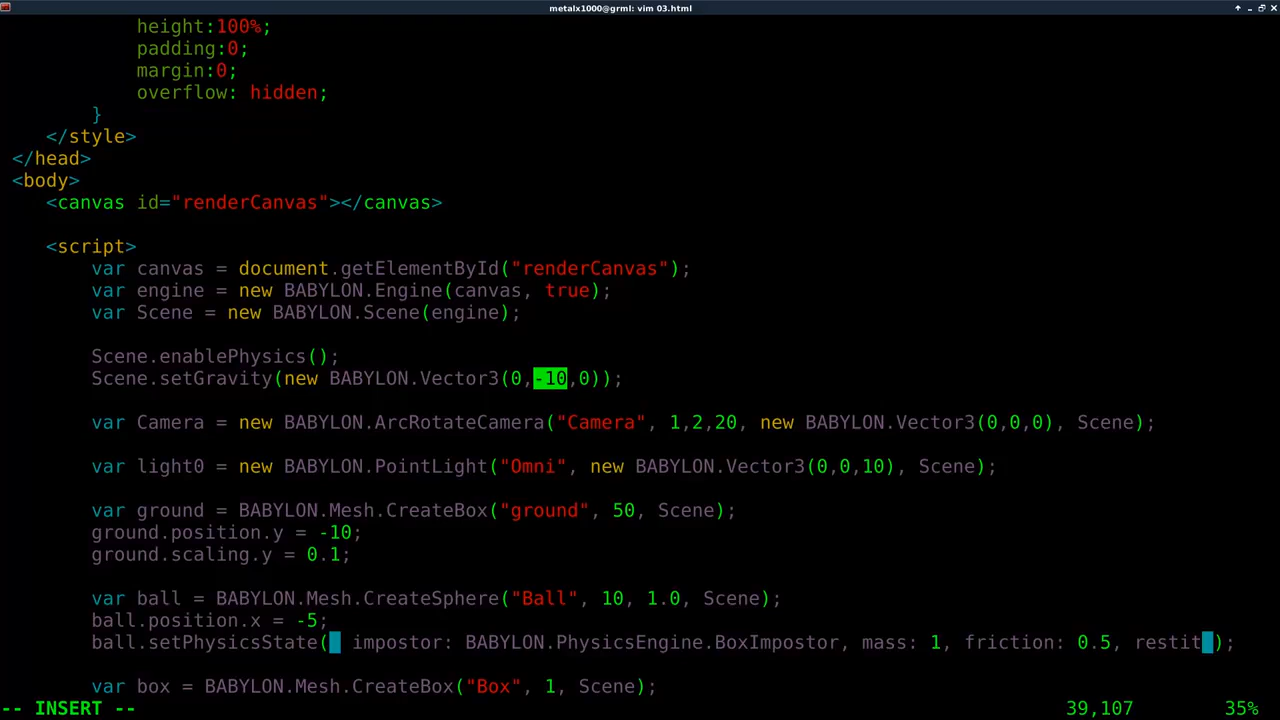 metalx1000@grml: vim 03.html
height:100%;
padding:0;
margin:0;
overflow: hidden;
}
</style>
</head>
<body>
<canvas id="renderCanvas"></canvas>
<script>
var canvas = document.getElementById("renderCanvas");
var engine = new BABYLON.Engine(canvas, true);
var Scene = new BABYLON.Scene(engine);
Scene.enablePhysics();
Scene.setGravity(new BABYLON.Vector3(0,-10,0));
var Camera = new BABYLON.ArcRotateCamera("Camera", 1,2,20, new BABYLON.Vector3(0,0,0), Scene);
var light0 = new BABYLON.PointLight("Omni", new BABYLON.Vector3(0,0,10), Scene);
var ground = BABYLON.Mesh.CreateBox("ground", 50, Scene);
ground.position.y = -10;
ground.scaling.y = 0.1;
var ball = BABYLON.Mesh.CreateSphere("Ball", 10, 1.0, Scene);
ball.position.x = -5;
ball.setPhysicsState( impostor: BABYLON.PhysicsEngine.BoxImpostor, mass: 1, friction: 0.5, restit );
var box = BABYLON.Mesh.CreateBox("Box", 1, Scene);
-- INSERT -- 39,107 35%